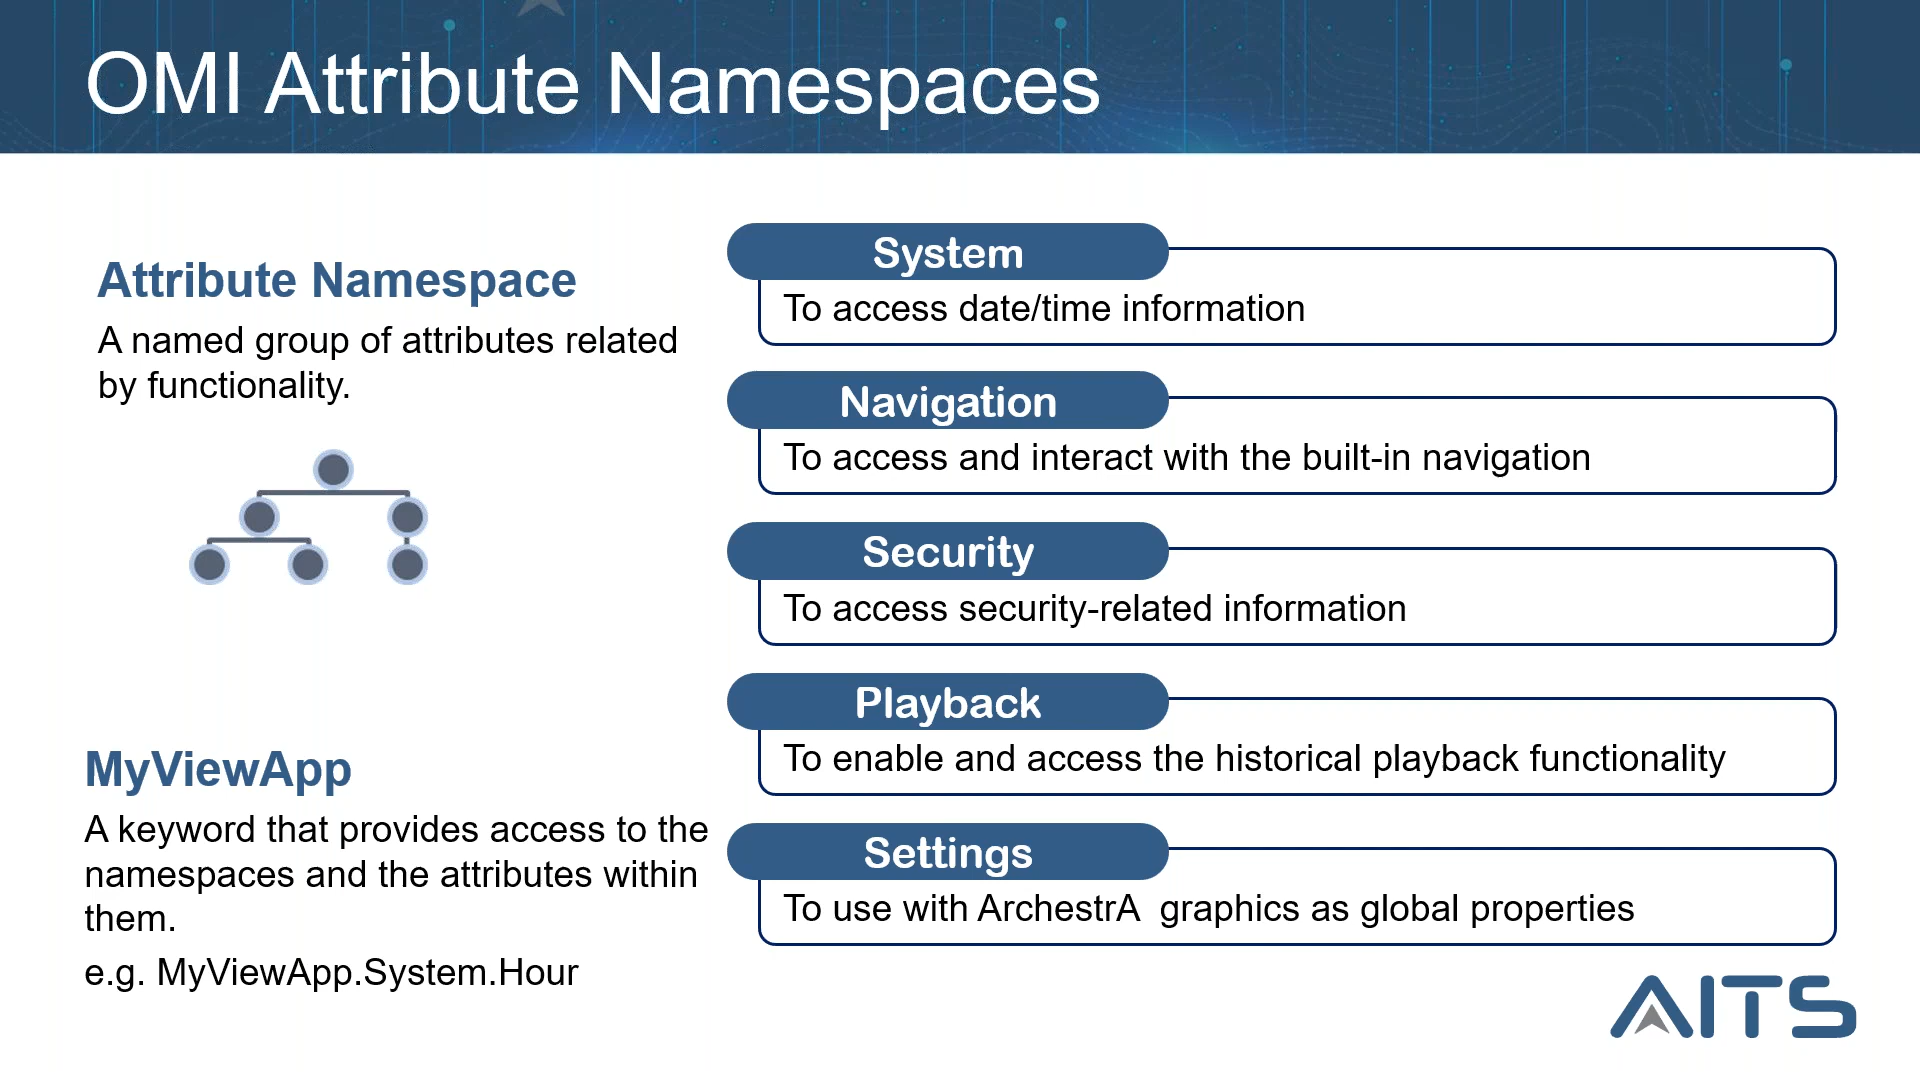 OMI Attribute Namespaces
Attribute Namespace
A named group of attributes related
by functionality.
MyViewApp
A keyword that provides access to the
namespaces and the attributes within
them.
e.g. MyViewApp.System.Hour
System
To access date/time information
Navigation
To access and interact with the built-in navigation
Security
To access security-related information
Playback
To enable and access the historical playback functionality
Settings
To use with ArchestrA  graphics as global properties
AITS